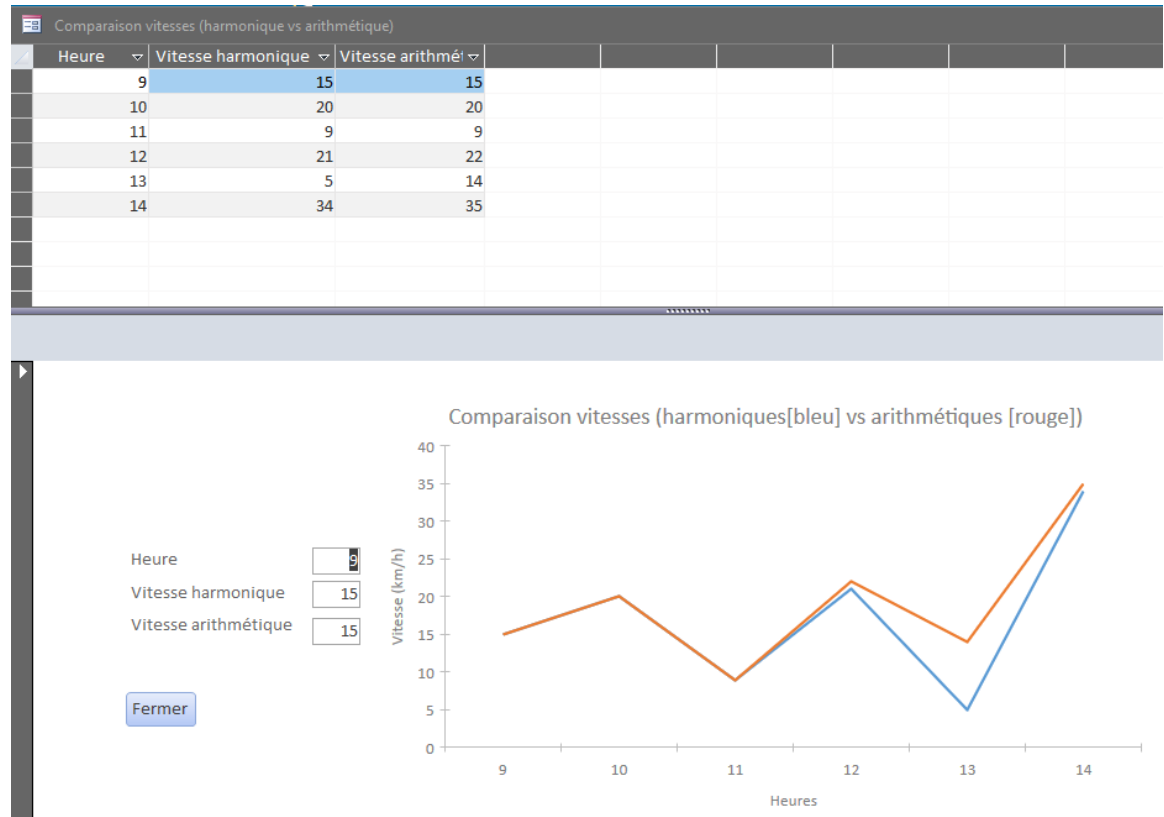 Comparaison vitesses (harmonique vs arithmétique)
Heure Vitesse harmonique Vitesse arithmét
9 15 15
10 20 20
11 9 9
12 21 22
13 5 14
14 34 35
Comparaison vitesses (harmoniques[bleu] vs arithmétiques [rouge])
40
35
30
25
20
15
10
5
0
Vitesse (km/h)
Heure 9
Vitesse harmonique 15
Vitesse arithmétique 15
Fermer
9 10 11 12 13 14
Heures